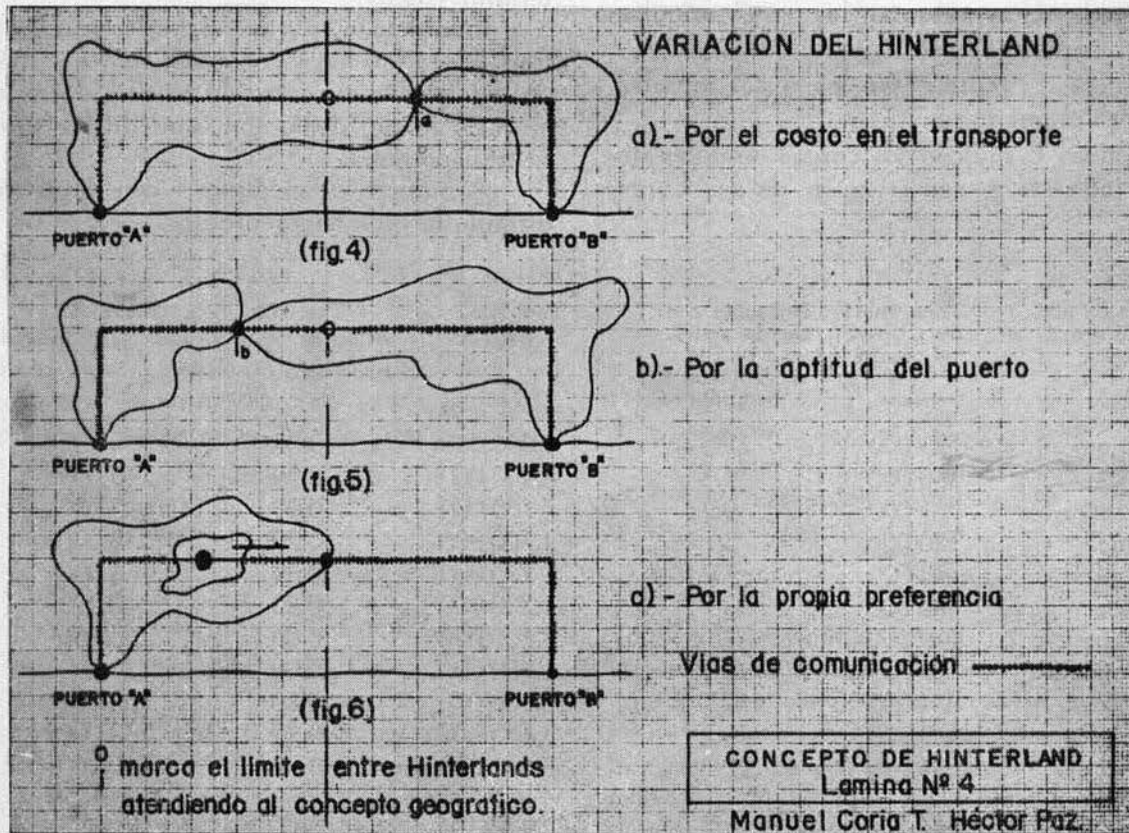 VARIACION DEL HINTERLAND
a
a).- Por el costo en el transporte
PUERTO "A"
PUERTO "B"
(fig.4)
b
b).- Por la aptitud del puerto
PUERTO "A"
PUERTO "B"
(fig.5)
c).- Por la propia preferencia
Vias de comunicación
PUERTO "A"
PUERTO "B"
(fig.6)
marca el limite entre Hinterlands
atendiendo al concepto geografico.
CONCEPTO DE HINTERLAND
Lamina Nº 4
Manuel Coria T. Héctor Paz.